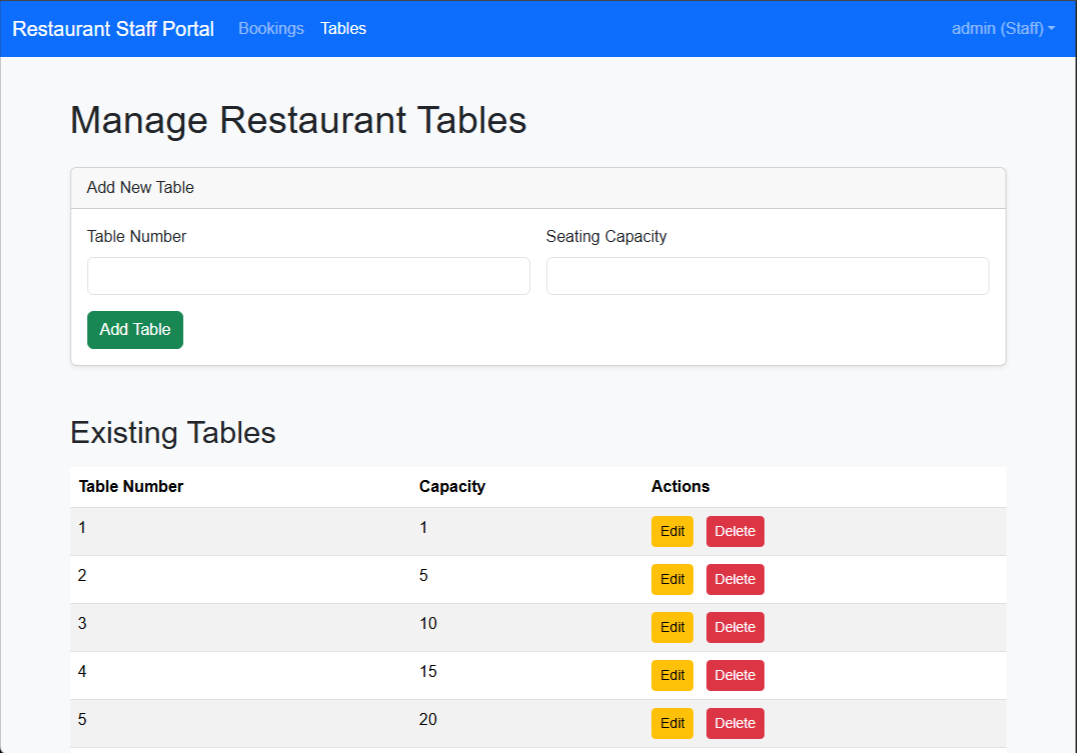 Restaurant Staff Portal Bookings Tables admin (Staff)
Manage Restaurant Tables
Add New Table
Table Number Seating Capacity
Add Table
Existing Tables
Table Number Capacity Actions
1 1 Edit Delete
2 5 Edit Delete
3 10 Edit Delete
4 15 Edit Delete
5 20 Edit Delete